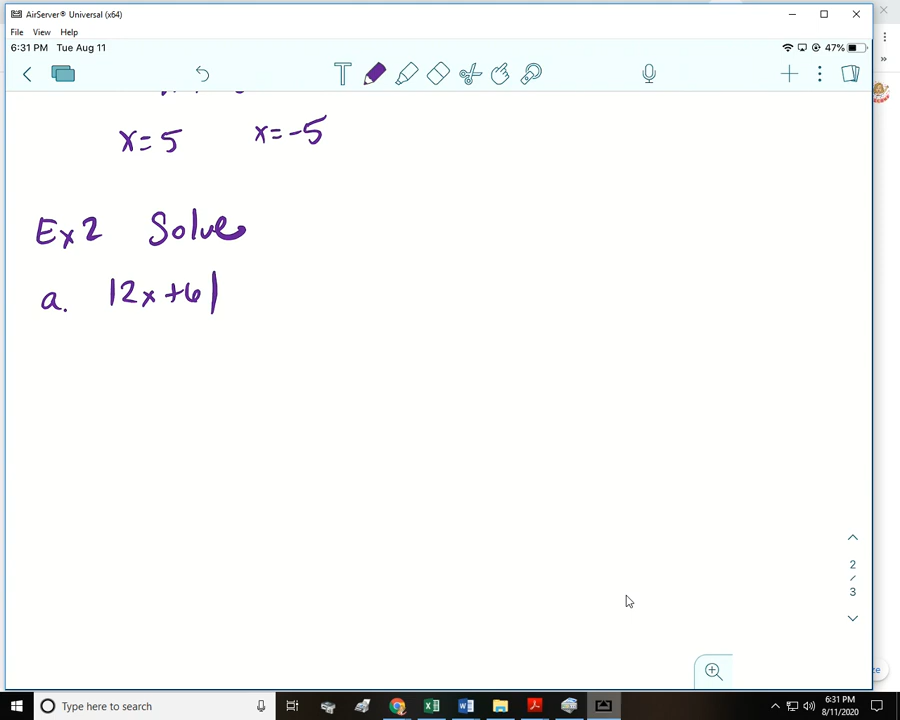 AirServer® Universal (x64)
File View Help
6:31 PM Tue Aug 11 47%
T
x = 5 x = -5
Ex 2 Solve
a. |2x + 6|
2
/
3
Type here to search
6:31 PM
8/11/2020